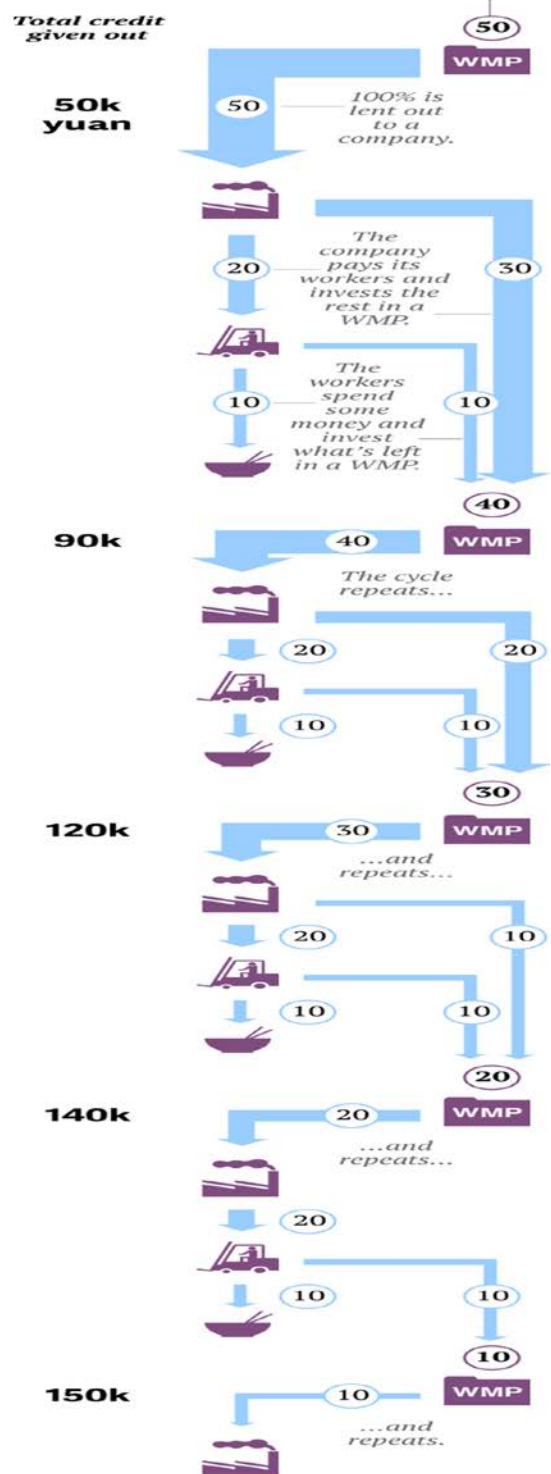 Total credit
given out
50
WMP
50k
yuan
50
100% is
lent out
to a
company.
20
The
company
pays its
workers and
invests the
rest in a
WMP.
30
10
The
workers
spend
some
money and
invest
what's left
in a WMP.
10
40
90k
40
WMP
The cycle
repeats...
20
20
10
10
30
120k
30
WMP
...and
repeats...
20
10
10
10
20
140k
20
WMP
...and
repeats...
20
10
10
10
150k
10
WMP
...and
repeats.